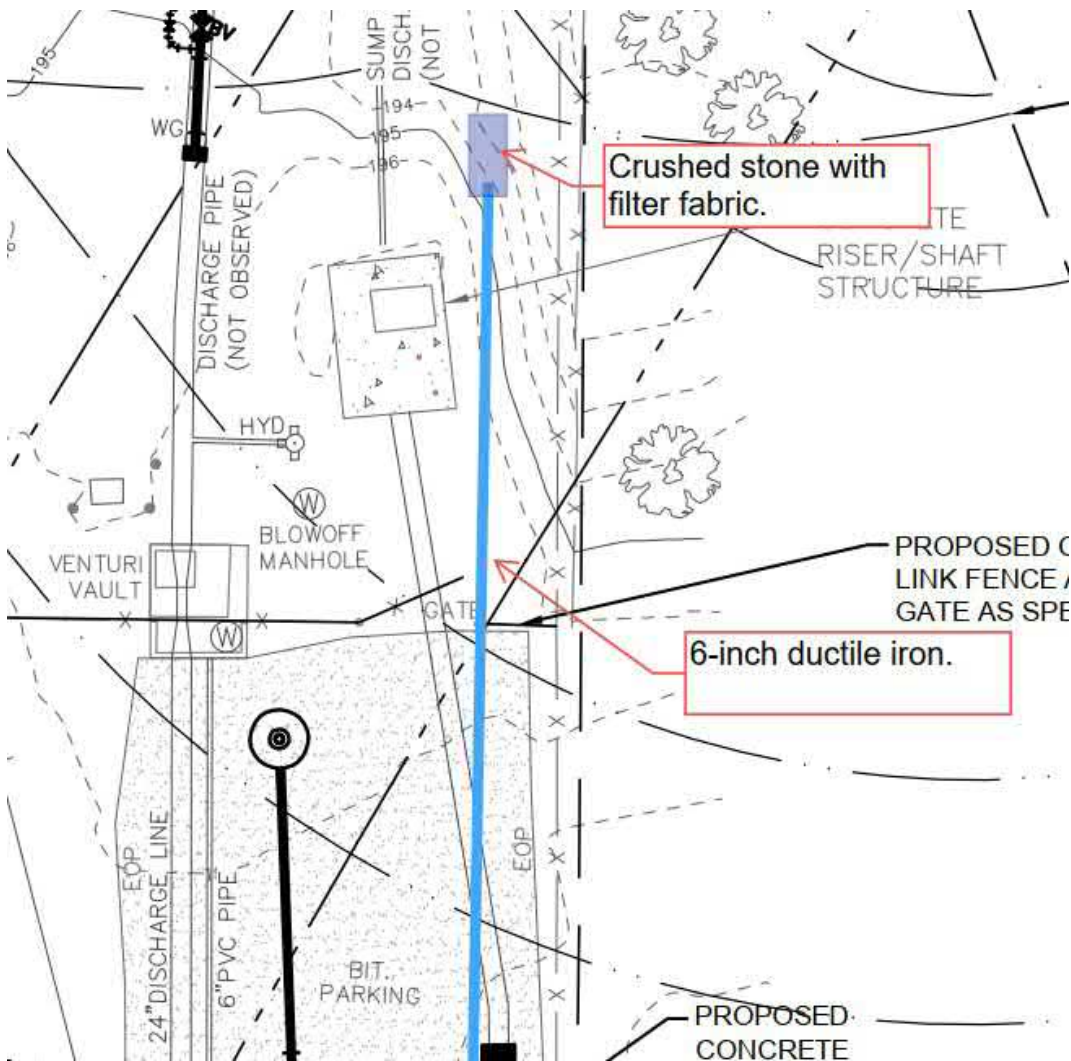 BV
195
SUMP
DISCH
(NOT
194
195
196
WG
Crushed stone with
filter fabric.
TE
RISER/SHAFT
STRUCTURE
DISCHARGE PIPE
(NOT OBSERVED)
HYD
W
BLOWOFF
MANHOLE
VENTURI
VAULT
W
GATE
PROPOSED C
LINK FENCE A
GATE AS SPE
6-inch ductile iron.
EOP
EOP
24" DISCHARGE LINE
6" PVC PIPE
BIT.
PARKING
PROPOSED
CONCRETE